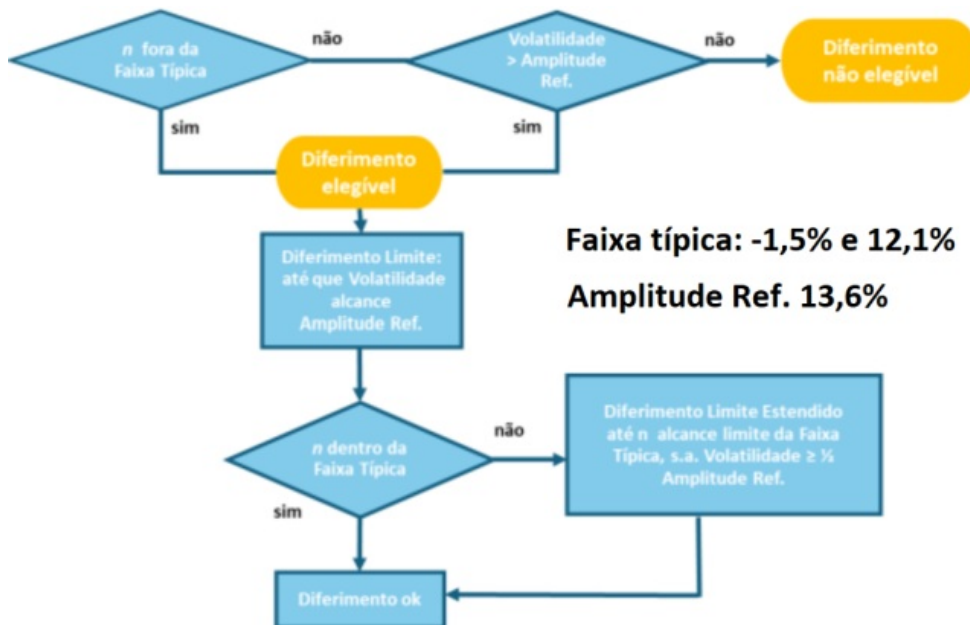 n fora da
Faixa Típica
não
Volatilidade
> Amplitude
Ref.
não
Diferimento
não elegível
sim
sim
Diferimento
elegível
Diferimento Limite:
até que Volatilidade
alcance
Amplitude Ref.
Faixa típica: -1,5% e 12,1%
Amplitude Ref. 13,6%
n dentro da
Faixa Típica
não
Diferimento Limite Estendido
até n alcance limite da Faixa
Típica, s.a. Volatilidade ≥ ½
Amplitude Ref.
sim
Diferimento ok